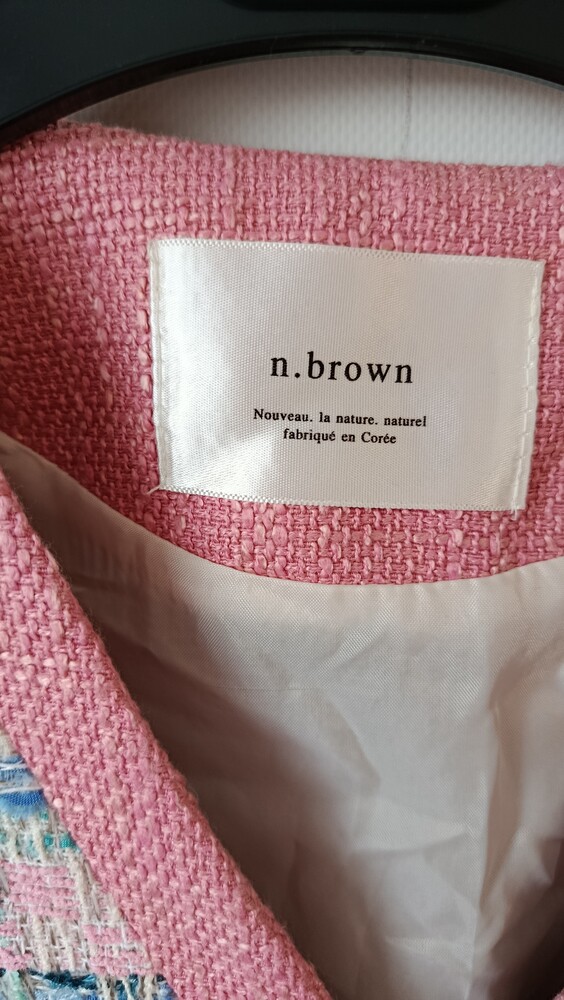 n.brown
Nouveau. la nature. naturel
fabriqué en Corée